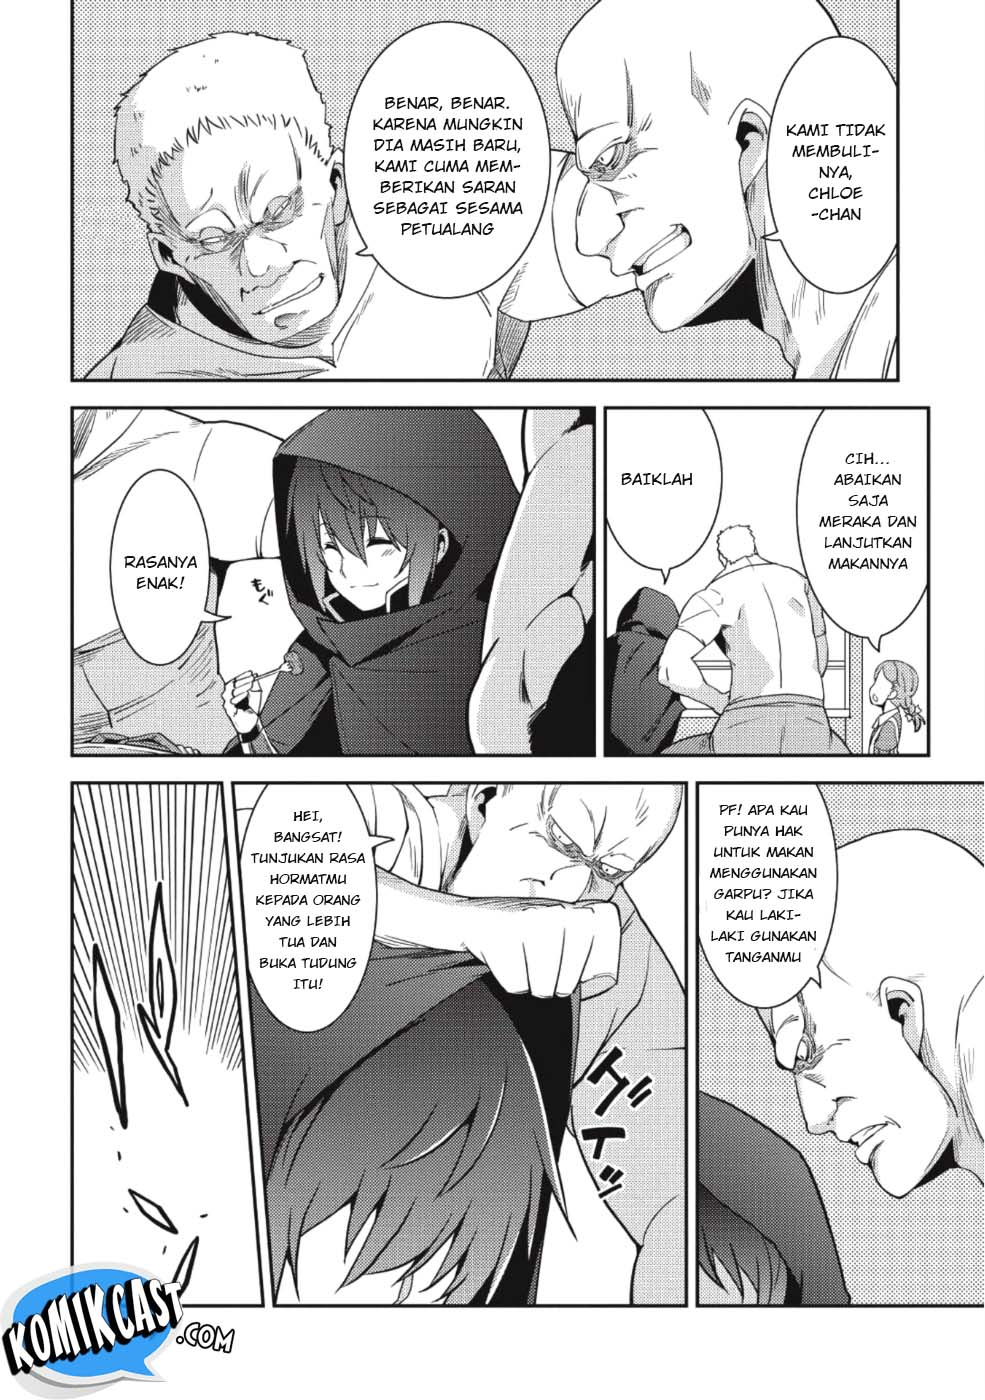 KAMI TIDAK
MEMBULI-
NYA,
CHLOE
-CHAN
BENAR, BENAR.
KARENA MUNGKIN
DIA MASIH BARU,
KAMI CUMA MEM-
BERIKAN SARAN
SEBAGAI SESAMA
PETUALANG
CIH...
ABAIKAN
SAJA
MERAKA DAN
LANJUTKAN
MAKANNYA
BAIKLAH
RASANYA
ENAK!
もぐ
PF! APA KAU
PUNYA HAK
UNTUK MAKAN
MENGGUNAKAN
GARPU? JIKA
KAU LAKI-
LAKI GUNAKAN
TANGANMU
HEI,
BANGSAT!
TUNJUKAN RASA
HORMATMU
KEPADA ORANG
YANG LEBIH
TUA DAN
BUKA TUDUNG
ITU!
グイ
KOMIKCAST
.COM